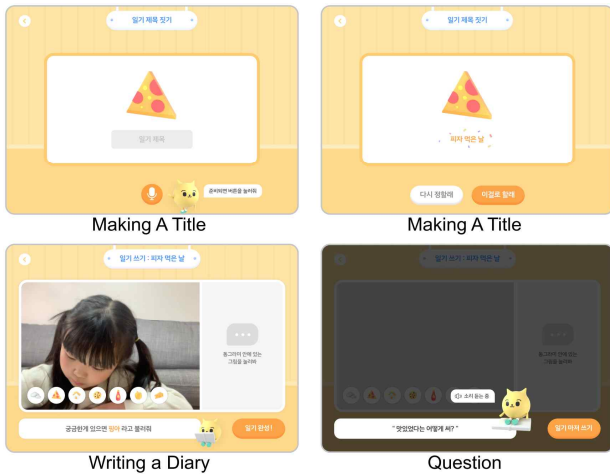 일기 제목 짓기
일기 제목
준비되면 버튼을 눌러줘
Making A Title
일기 제목 짓기
피자 먹은 날
다시 정할래
이걸로 할래
Making A Title
일기 쓰기 : 피자 먹은 날
동그라미 안에 있는
그림을 눌러봐
궁금한게 있으면 링아 라고 불러줘
일기 완성!
Writing a Diary
일기 쓰기 : 피자 먹은 날
동그라미 안에 있는
그림을 눌러봐
소리 듣는 중
" 맛있었다는 어떻게 써? "
일기 마저 쓰기
Question